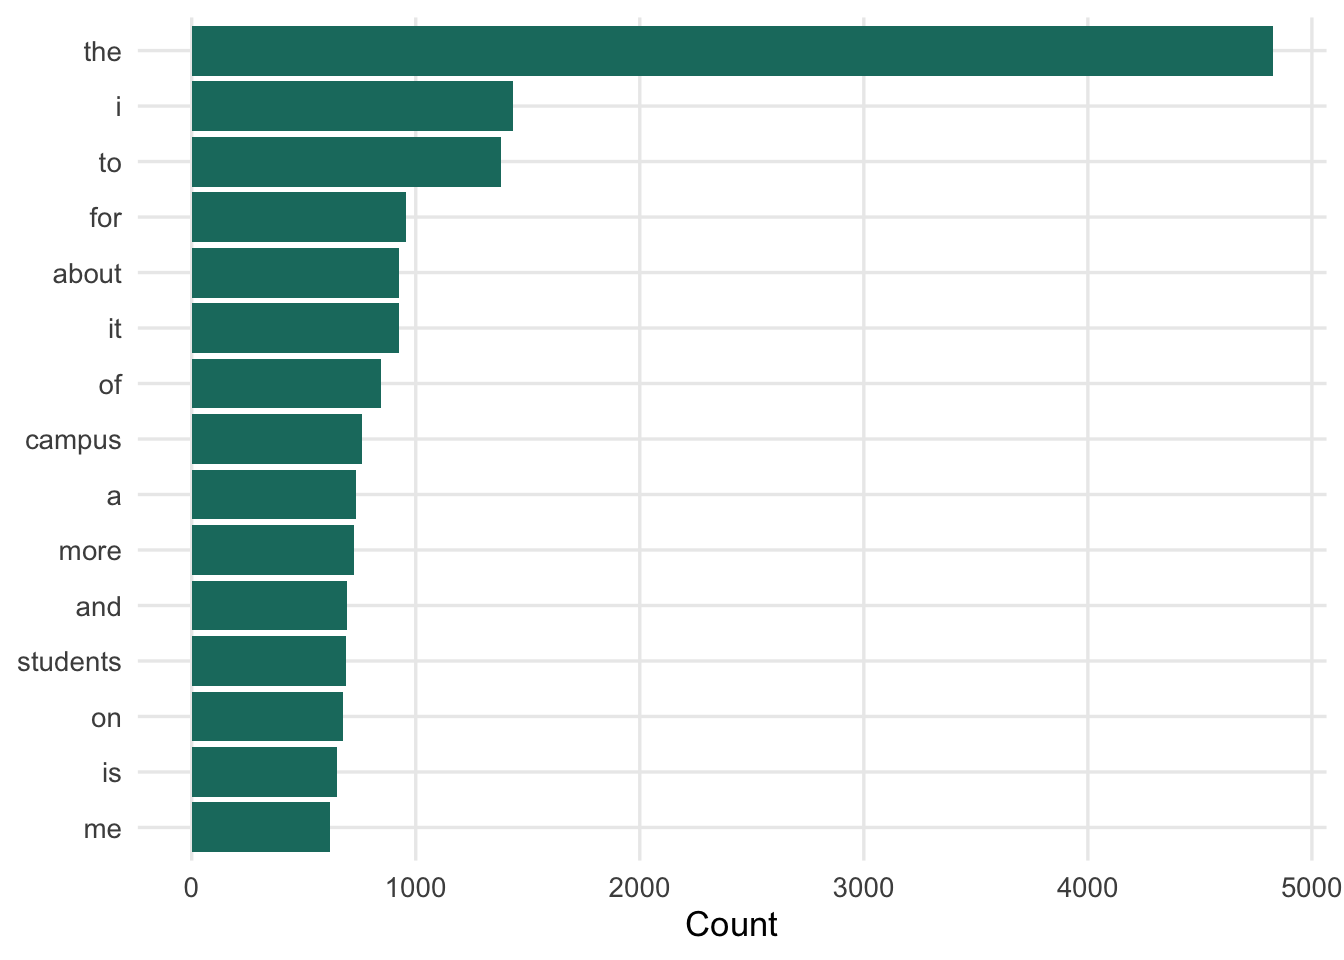 the
i
to
for
about
it
of
campus
a
more
and
students
on
is
me
0 1000 2000 3000 4000 5000
Count